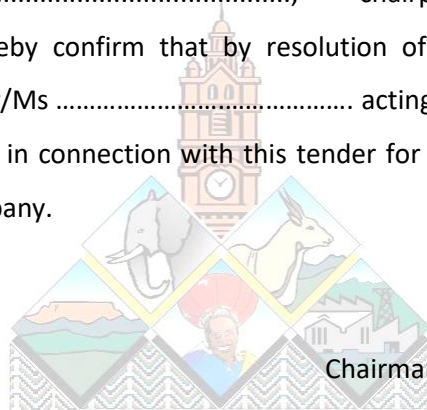 ……………………………………………, chairp
eby confirm that by resolution of
/Ms …………………………………. acting
in connection with this tender for
pany.
Chairma